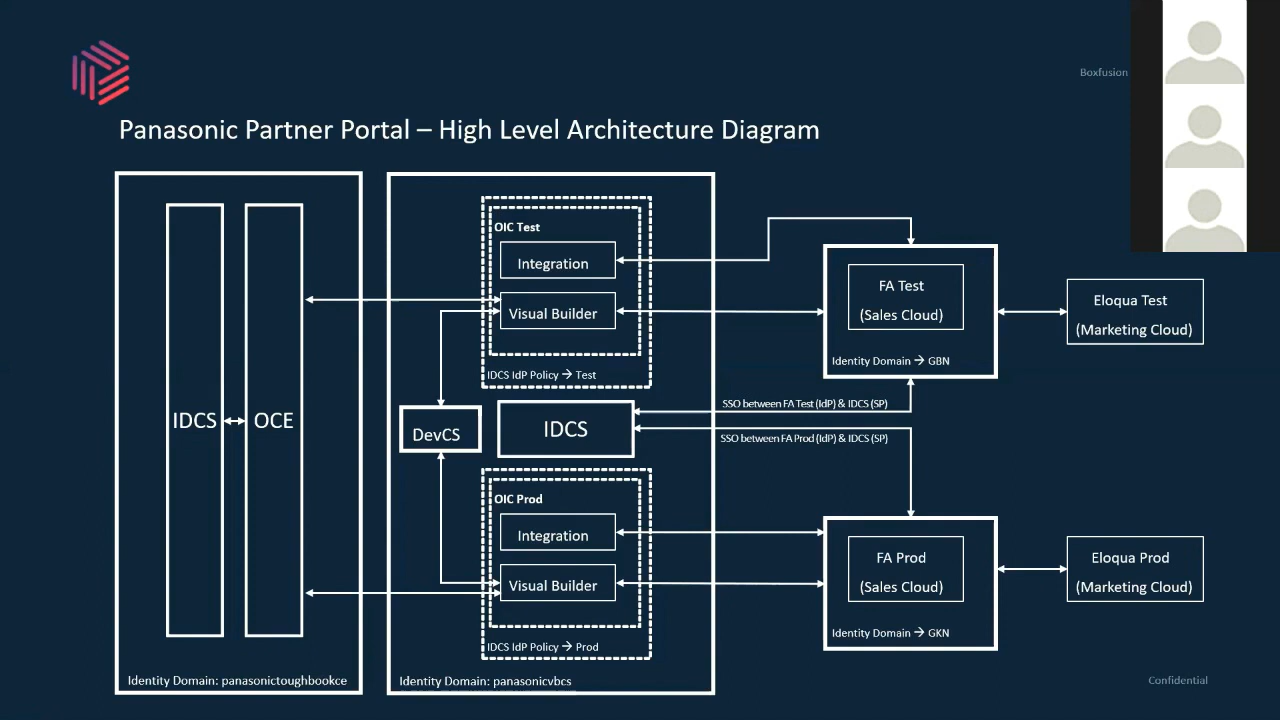 Boxfusion
Panasonic Partner Portal – High Level Architecture Diagram
IDCS
OCE
Identity Domain: panasonictoughbookce
OIC Test
Integration
Visual Builder
IDCS IdP Policy → Test
DevCS
IDCS
OIC Prod
Integration
Visual Builder
IDCS IdP Policy → Prod
Identity Domain: panasonicvbcs
SSO between FA Test (IdP) & IDCS (SP)
SSO between FA Prod (IdP) & IDCS (SP)
FA Test
(Sales Cloud)
Identity Domain → GBN
Eloqua Test
(Marketing Cloud)
FA Prod
(Sales Cloud)
Identity Domain → GKN
Eloqua Prod
(Marketing Cloud)
Confidential